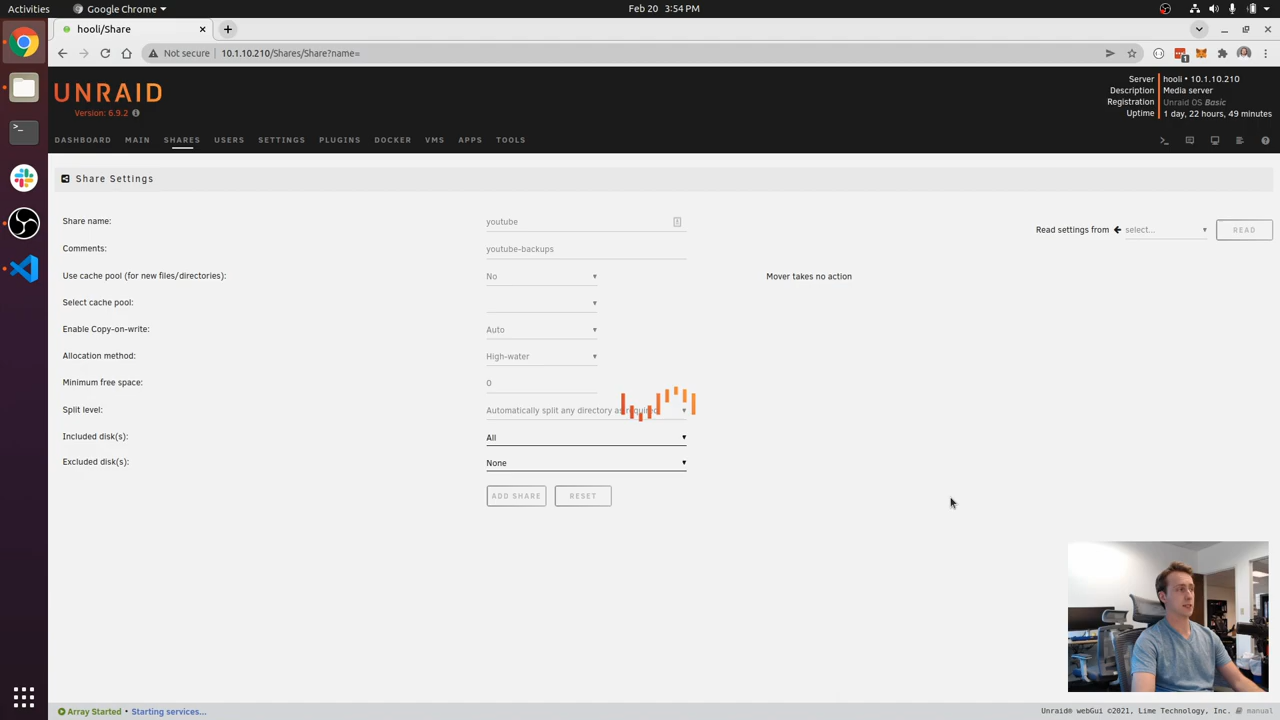 Activities
Google Chrome
Feb 20 3:54 PM
hooli/Share
Not secure
10.1.10.210/Shares/Share?name=
1
UNRAID
Version: 6.9.2
Server
hooli • 10.1.10.210
Description
Media server
Registration
Unraid OS Basic
Uptime
1 day, 22 hours, 49 minutes
DASHBOARD MAIN SHARES USERS SETTINGS PLUGINS DOCKER VMS APPS TOOLS
Share Settings
Share name:
youtube
Read settings from
select...
READ
Comments:
youtube-backups
Use cache pool (for new files/directories):
No
Mover takes no action
Select cache pool:
Enable Copy-on-write:
Auto
Allocation method:
High-water
Minimum free space:
0
Split level:
Automatically split any directory as required
Included disk(s):
All
Excluded disk(s):
None
ADD SHARE
RESET
Array Started • Starting services...
Unraid® webGui ©2021, Lime Technology, Inc. manual